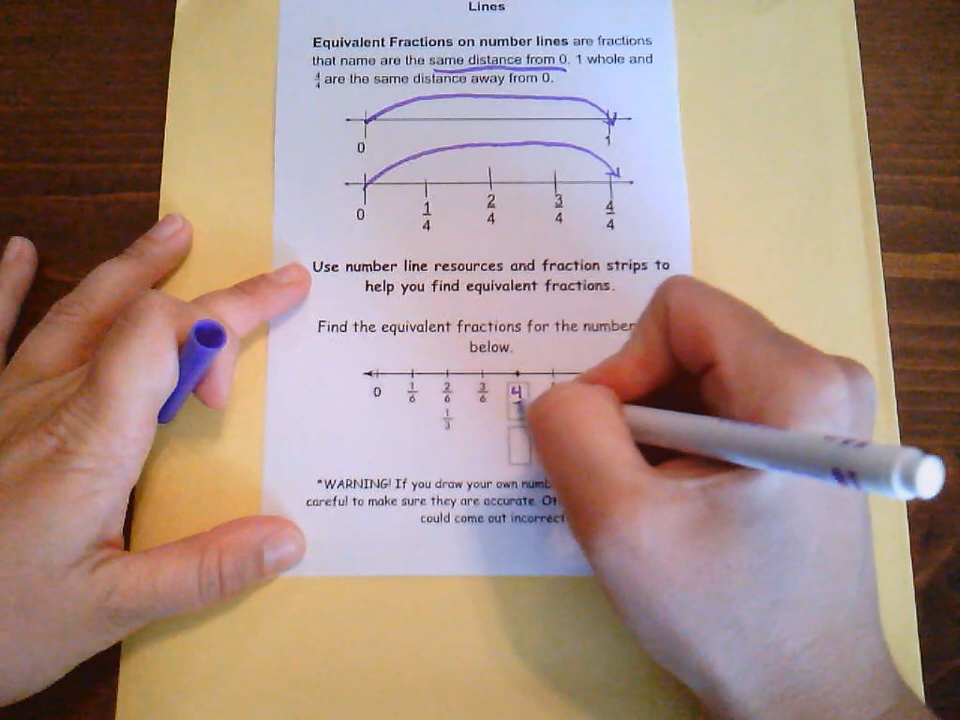 Lines
Equivalent Fractions on number lines are fractions
that name are the same distance from 0. 1 whole and
4/4 are the same distance away from 0.
0 1
0 1/4 2/4 3/4 4/4
Use number line resources and fraction strips to
help you find equivalent fractions.
Find the equivalent fractions for the number
below.
0 1/6 2/6 3/6 4
1/3
*WARNING! If you draw your own
careful to make sure they are accurate.
could come out incorrect